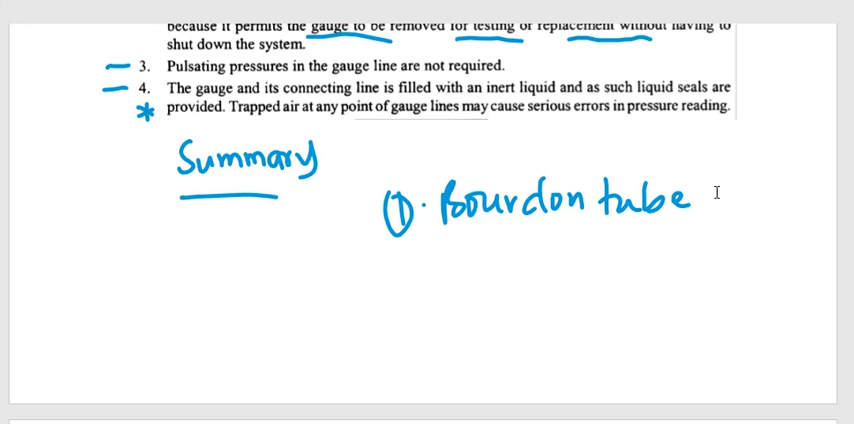 because it permits the gauge to be removed for testing or replacement without having to
shut down the system.
3. Pulsating pressures in the gauge line are not required.
4. The gauge and its connecting line is filled with an inert liquid and as such liquid seals are
provided. Trapped air at any point of gauge lines may cause serious errors in pressure reading.
Summary
①. Bourdon tube